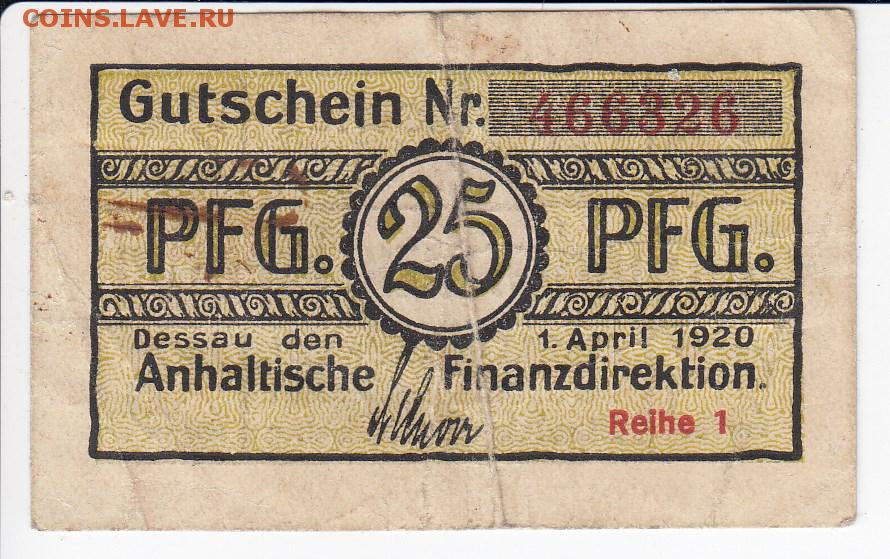 COINS.LAVE.RU
Gutschein Nr. 466326
PFG. 25 PFG.
Dessau den 1. April 1920
Anhaltische Finanzdirektion.
Reihe 1